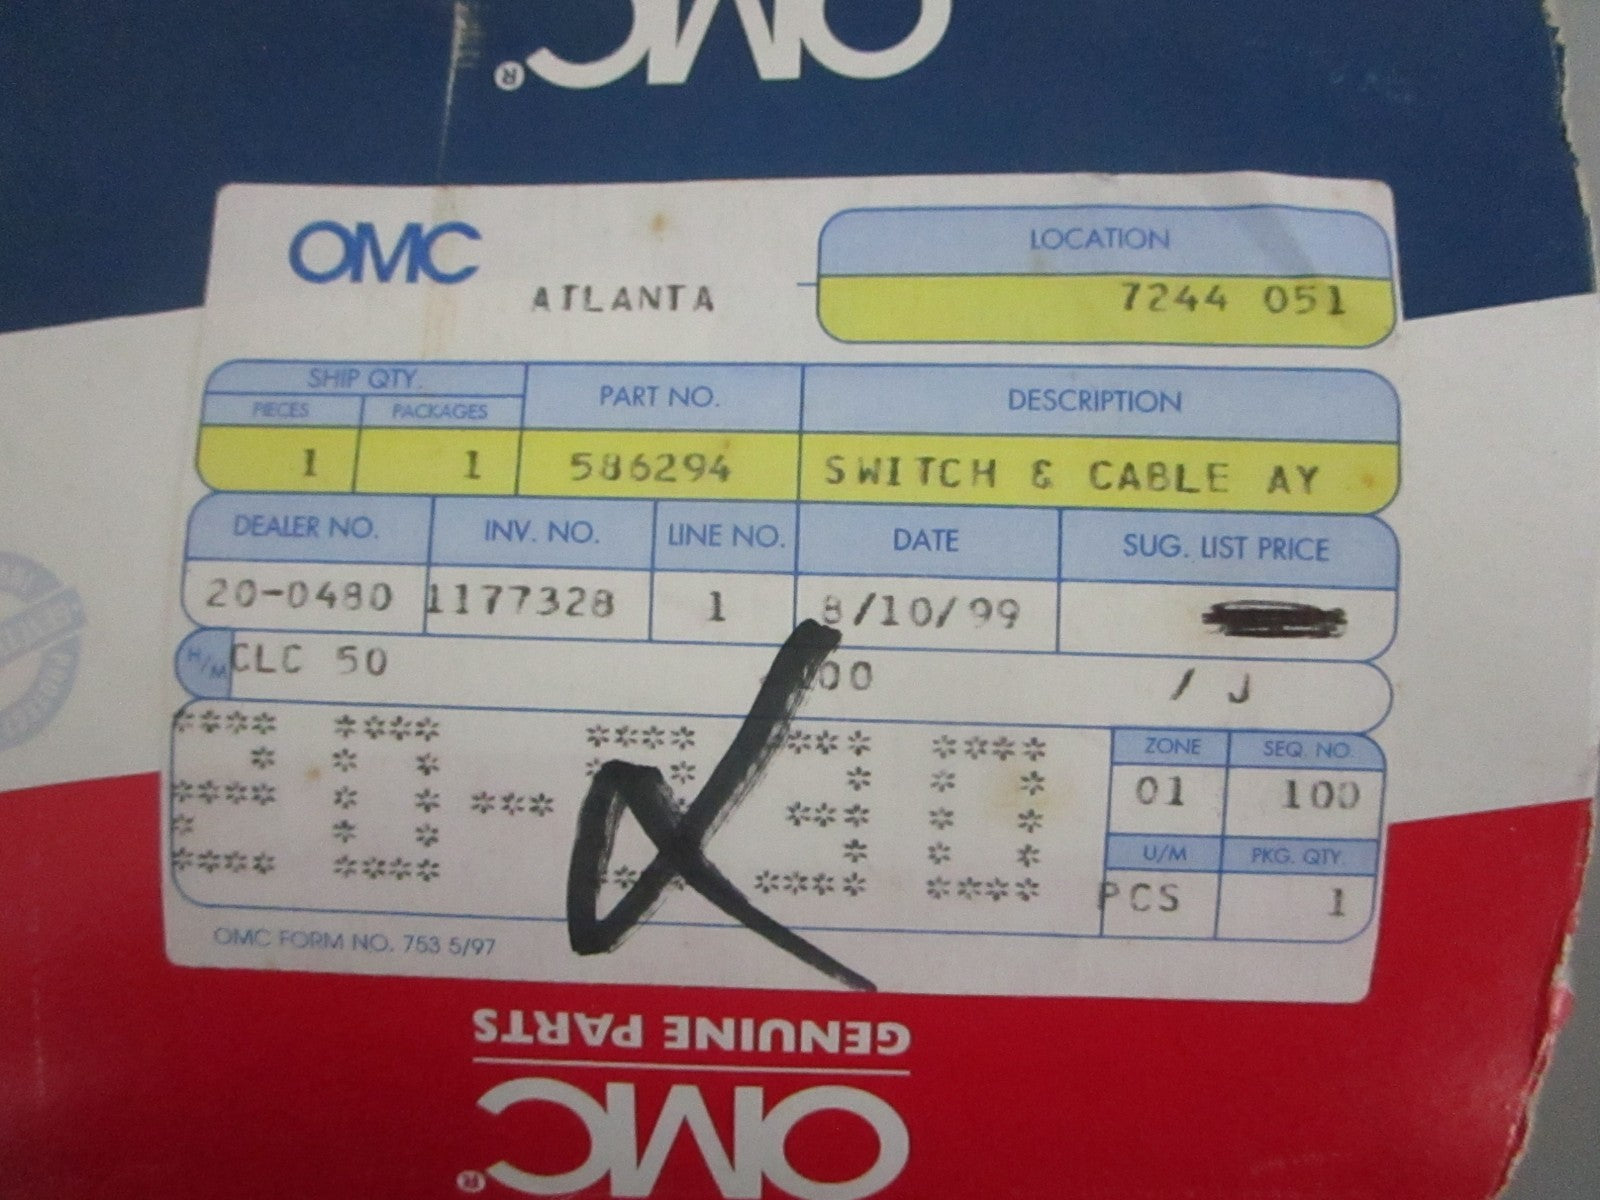 OMC®
OMC
ATLANTA
LOCATION
7244 051
SHIP QTY.
PIECES PACKAGES
PART NO.
DESCRIPTION
1 1 586294 SWITCH & CABLE AY
DEALER NO. INV. NO. LINE NO. DATE SUG. LIST PRICE
20-0480 1177328 1 8/10/99
H/M CLC 50 / J
ZONE SEQ. NO.
01 100
U/M PKG. QTY.
PCS 1
OMC FORM NO. 753 5/97
GENUINE PARTS
OMC®